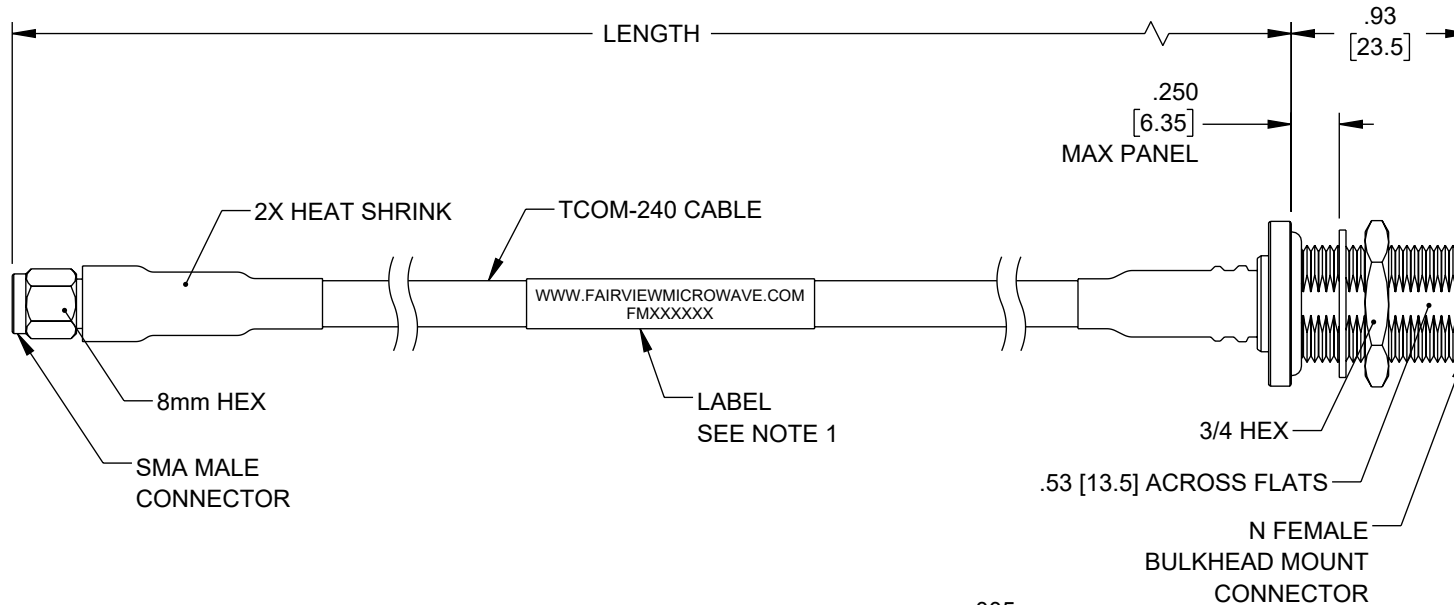 LENGTH
.93
[23.5]
.250
[6.35]
MAX PANEL
2X HEAT SHRINK
TCOM-240 CABLE
WWW.FAIRVIEWMICROWAVE.COM
FMXXXXXX
8mm HEX
LABEL
SEE NOTE 1
SMA MALE
CONNECTOR
3/4 HEX
.53 [13.5] ACROSS FLATS
N FEMALE
BULKHEAD MOUNT
CONNECTOR